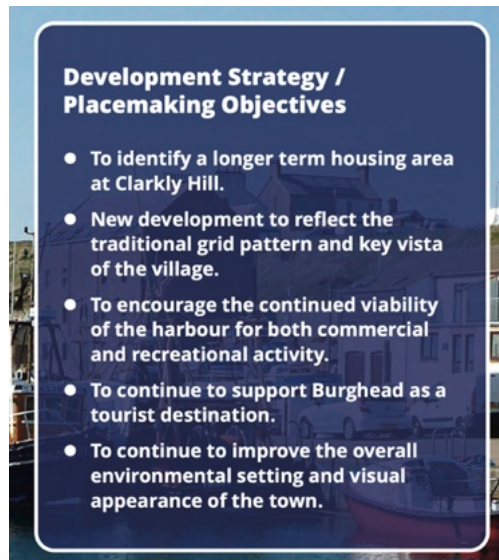 Development Strategy /
Placemaking Objectives
● To identify a longer term housing area
at Clarkly Hill.
● New development to reflect the
traditional grid pattern and key vista
of the village.
● To encourage the continued viability
of the harbour for both commercial
and recreational activity.
● To continue to support Burghead as a
tourist destination.
● To continue to improve the overall
environmental setting and visual
appearance of the town.